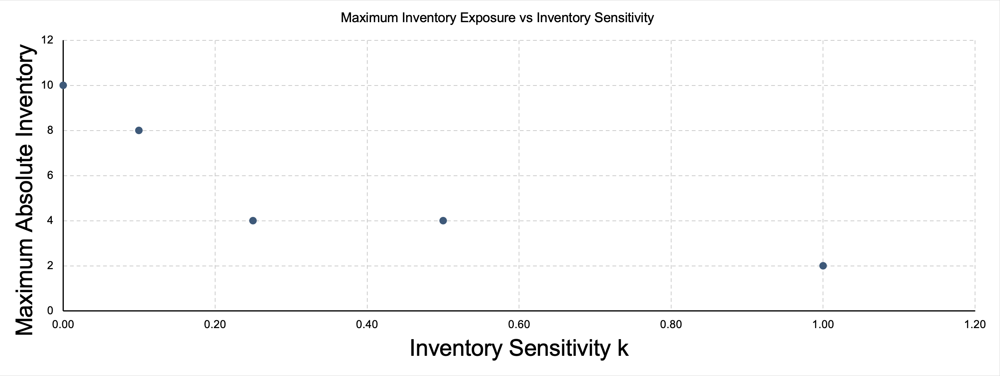 Maximum Inventory Exposure vs Inventory Sensitivity
Maximum Absolute Inventory
12
10
8
6
4
2
0
0.00 0.20 0.40 0.60 0.80 1.00 1.20
Inventory Sensitivity k